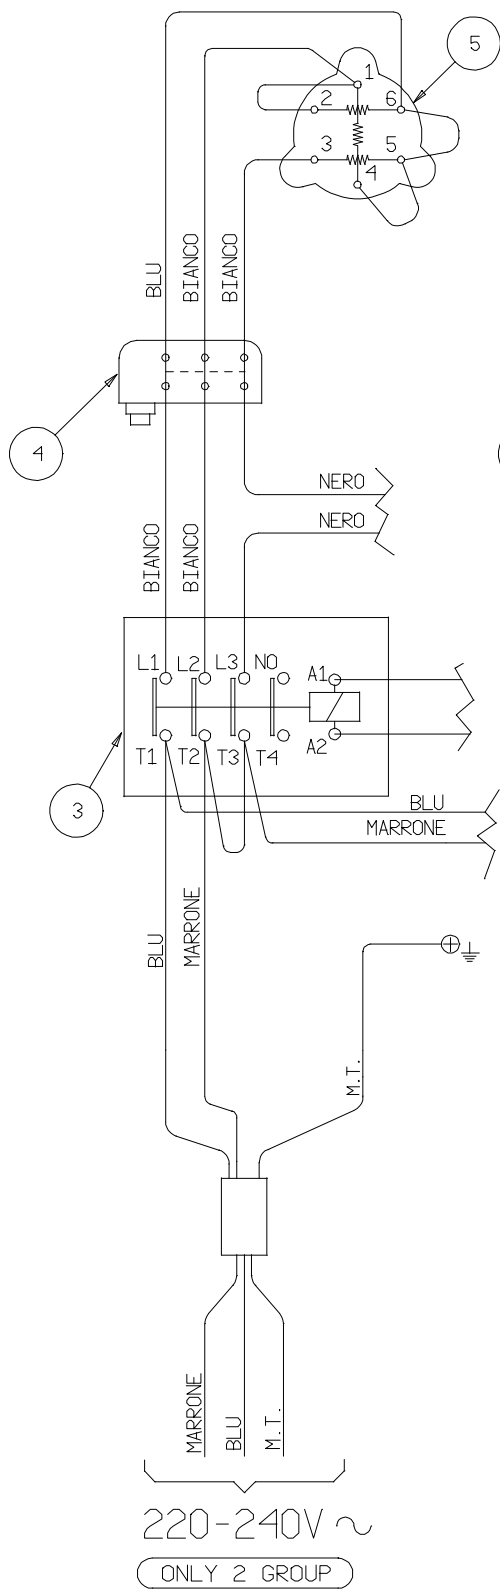 5
1
2
6
3
5
4
BLU
BIANCO
BIANCO
4
NERO
NERO
BIANCO
BIANCO
L1
L2
L3
NO
A1
A2
T1
T2
T3
T4
3
BLU
MARRONE
BLU
MARRONE
M.T.
MARRONE
BLU
M.T.
220-240V ~
ONLY 2 GROUP